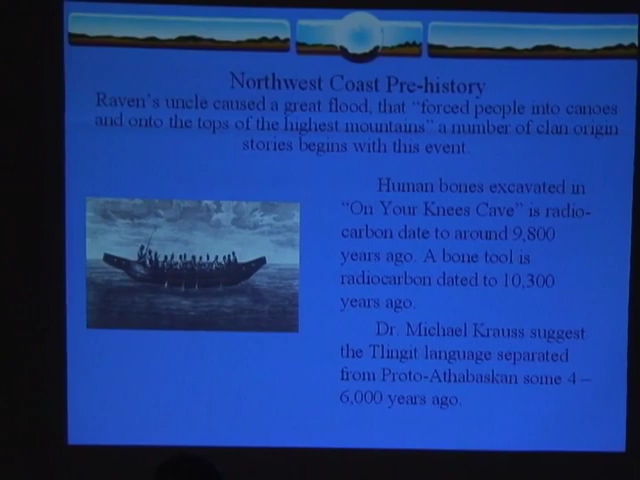 Northwest Coast Pre-history
Raven's uncle caused a great flood, that "forced people into canoes
and onto the tops of the highest mountains" a number of clan origin
stories begins with this event.
Human bones excavated in
"On Your Knees Cave" is radio-
carbon date to around 9,800
years ago. A bone tool is
radiocarbon dated to 10,300
years ago.
Dr. Michael Krauss suggest
the Tlingit language separated
from Proto-Athabaskan some 4 –
6,000 years ago.